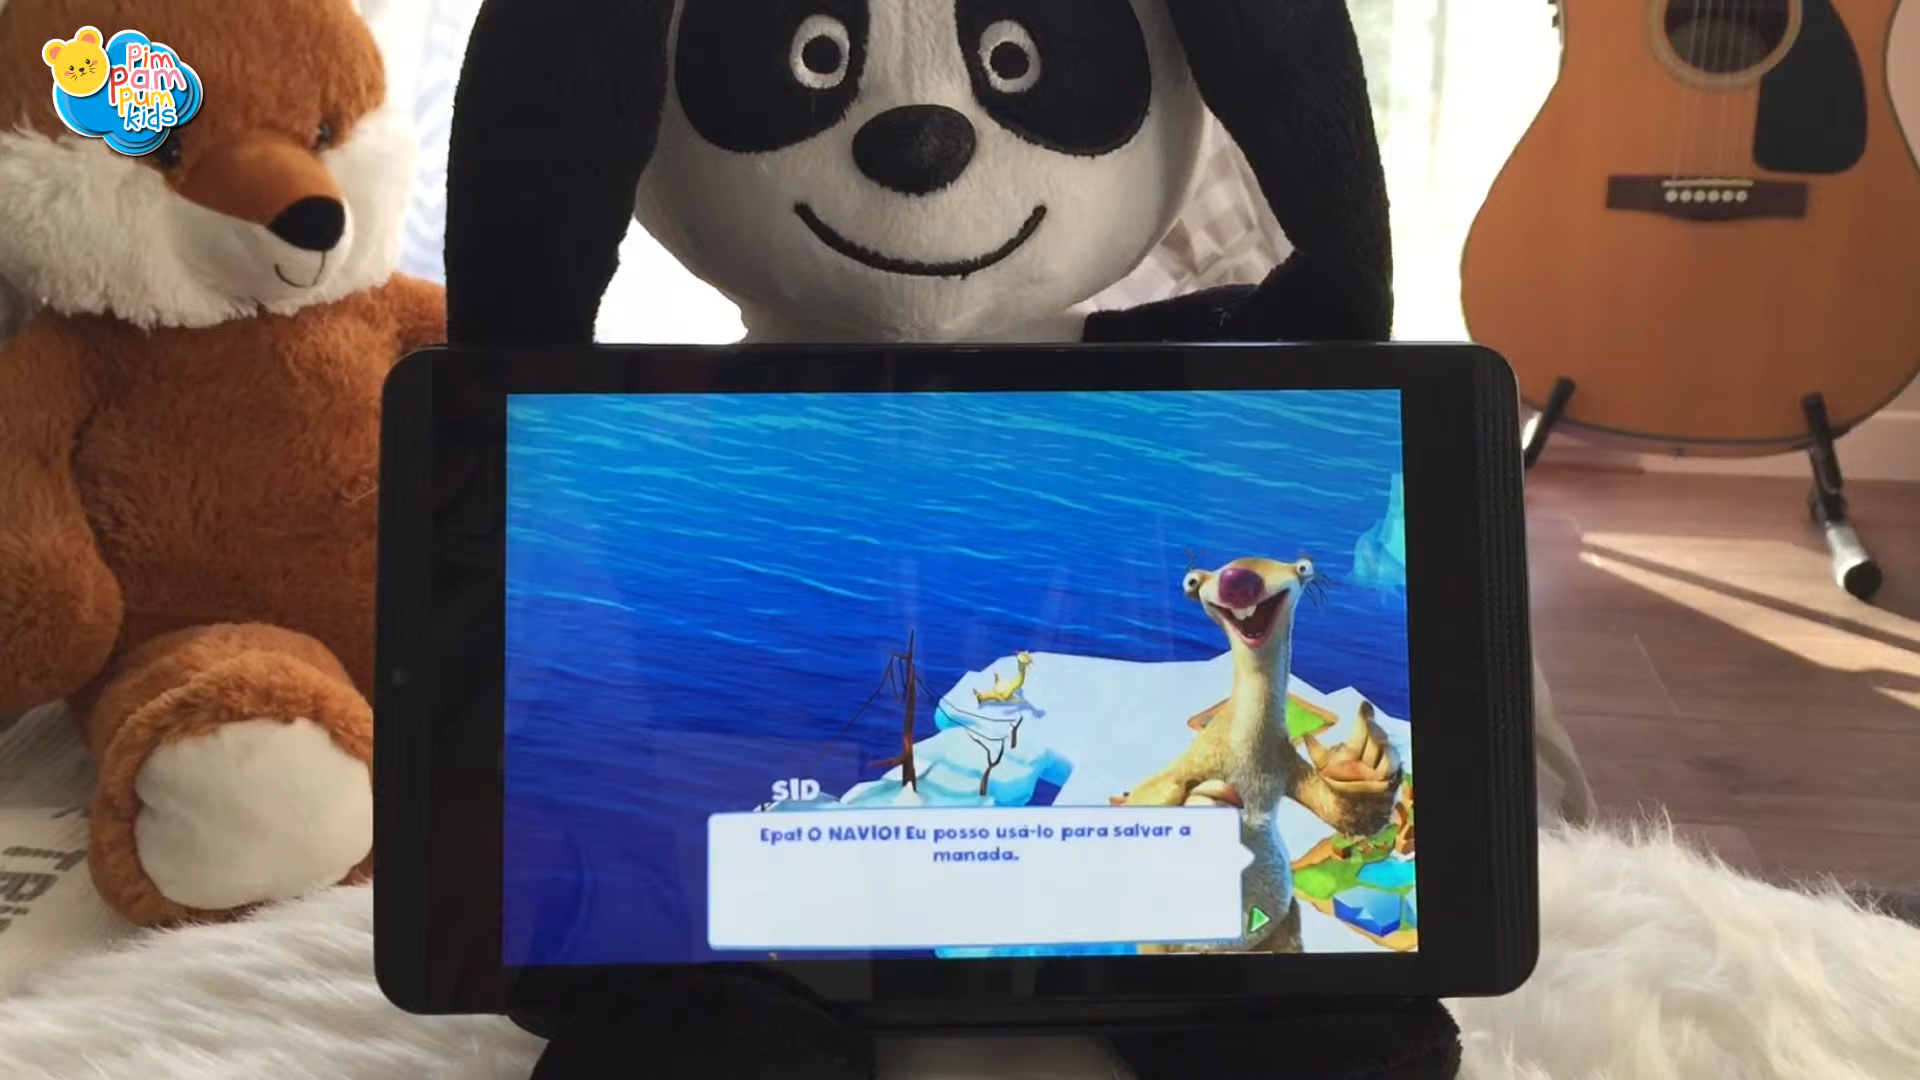 Pim
pam
pum
kids
SID
Epa! O NAVIO! Eu posso usá-lo para salvar a
manada.